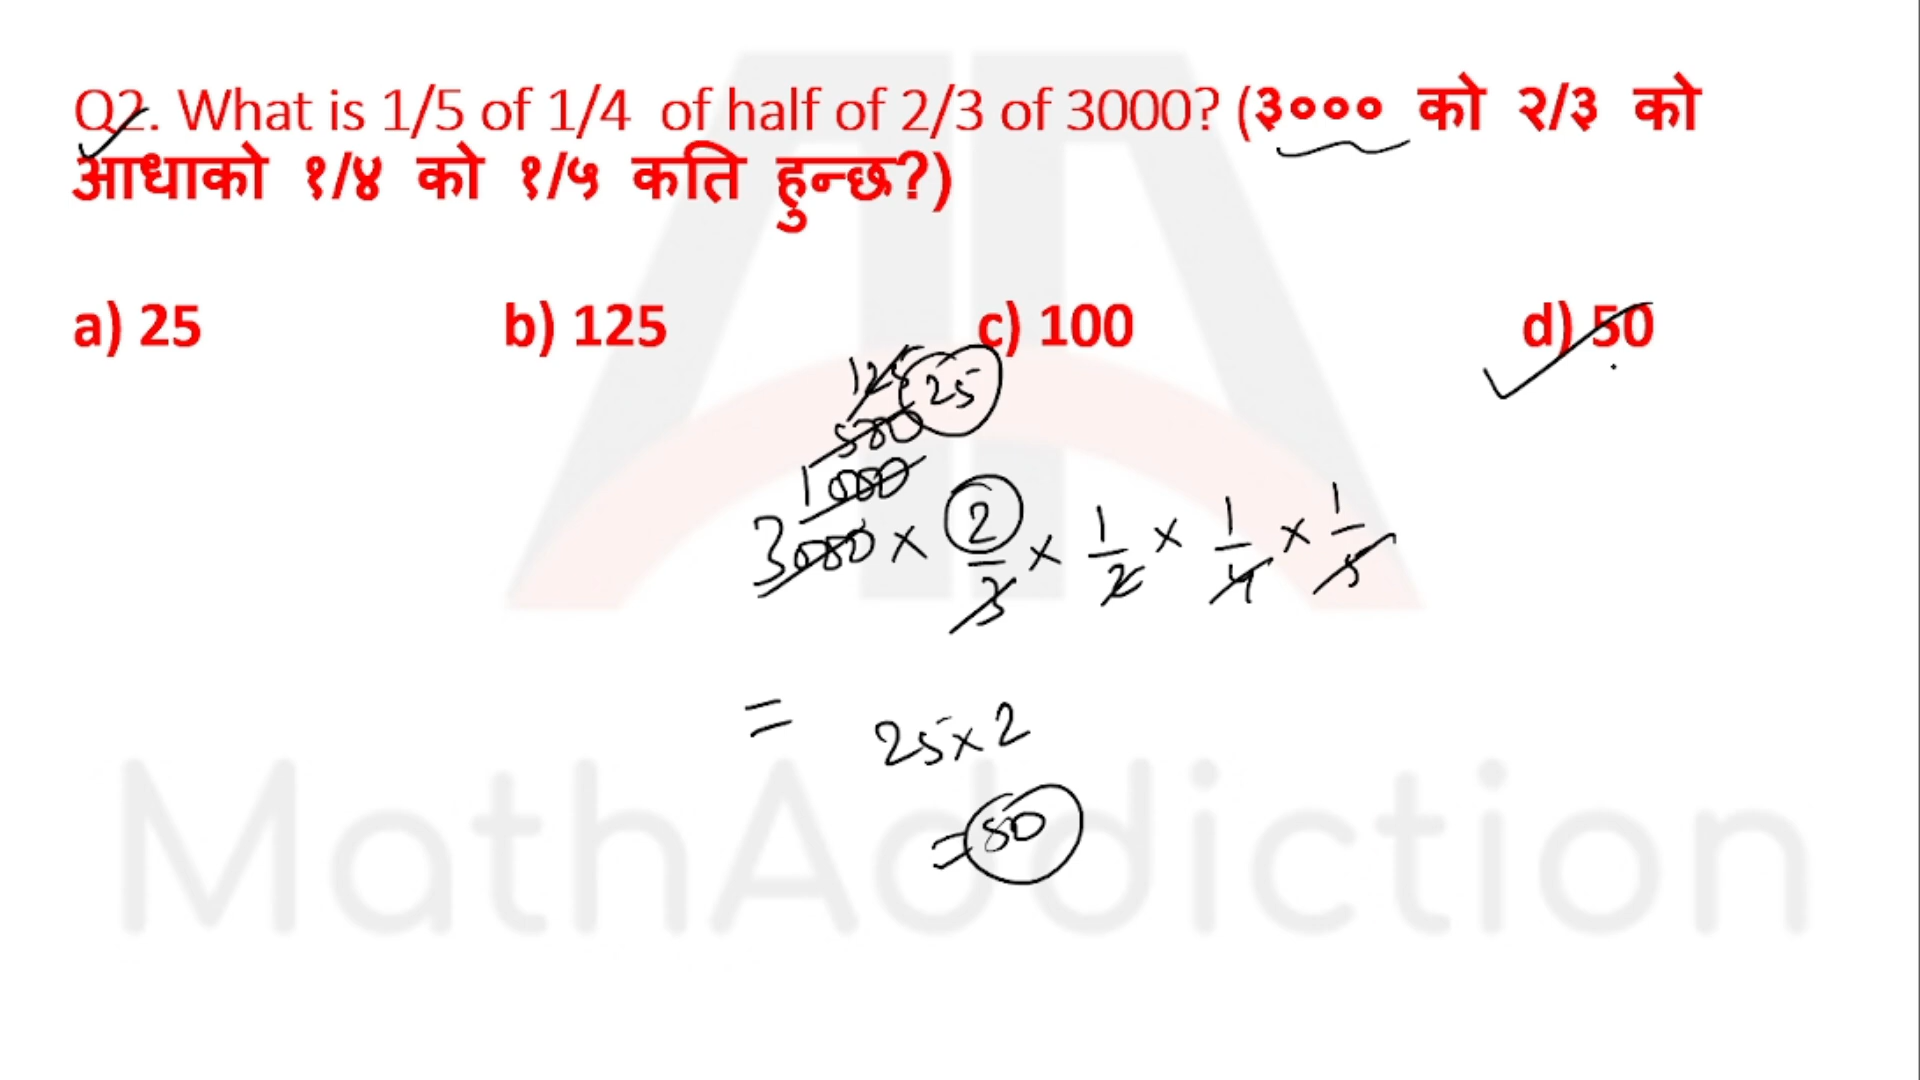 Q2. What is 1/5 of 1/4 of half of 2/3 of 3000? (३००० को २/३ को
आधाको १/४ को १/५ कति हुन्छ?)
a) 25 b) 125 c) 100 d) 50
125 25
500
1000
3000 × 2/3 × 1/2 × 1/4 × 1/5
= 25×2
=50
MathAddiction